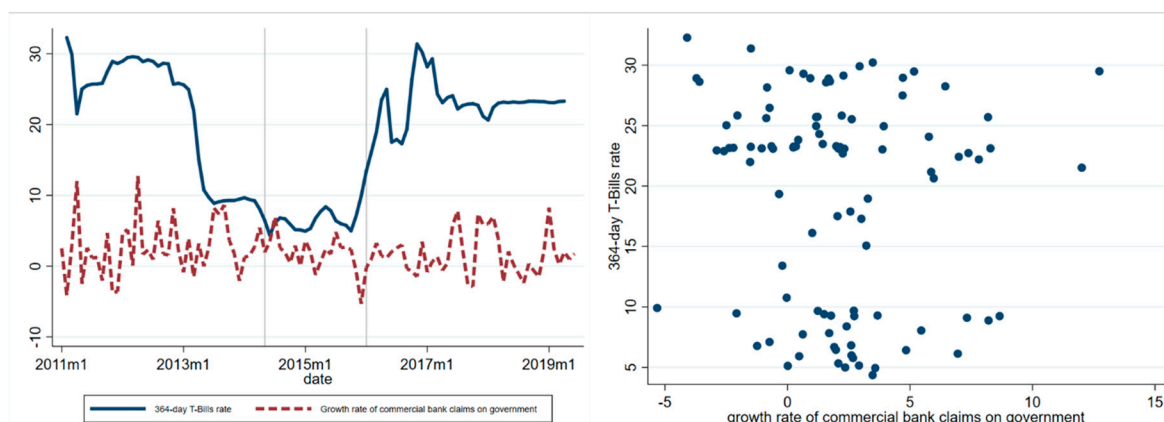 30
20
10
0
-10
2011m1 2013m1 2015m1 2017m1 2019m1
date
364-day T-Bills rate Growth rate of commercial bank claims on government
364-day T-Bills rate
30
25
20
15
10
5
-5 0 5 10 15
growth rate of commercial bank claims on government